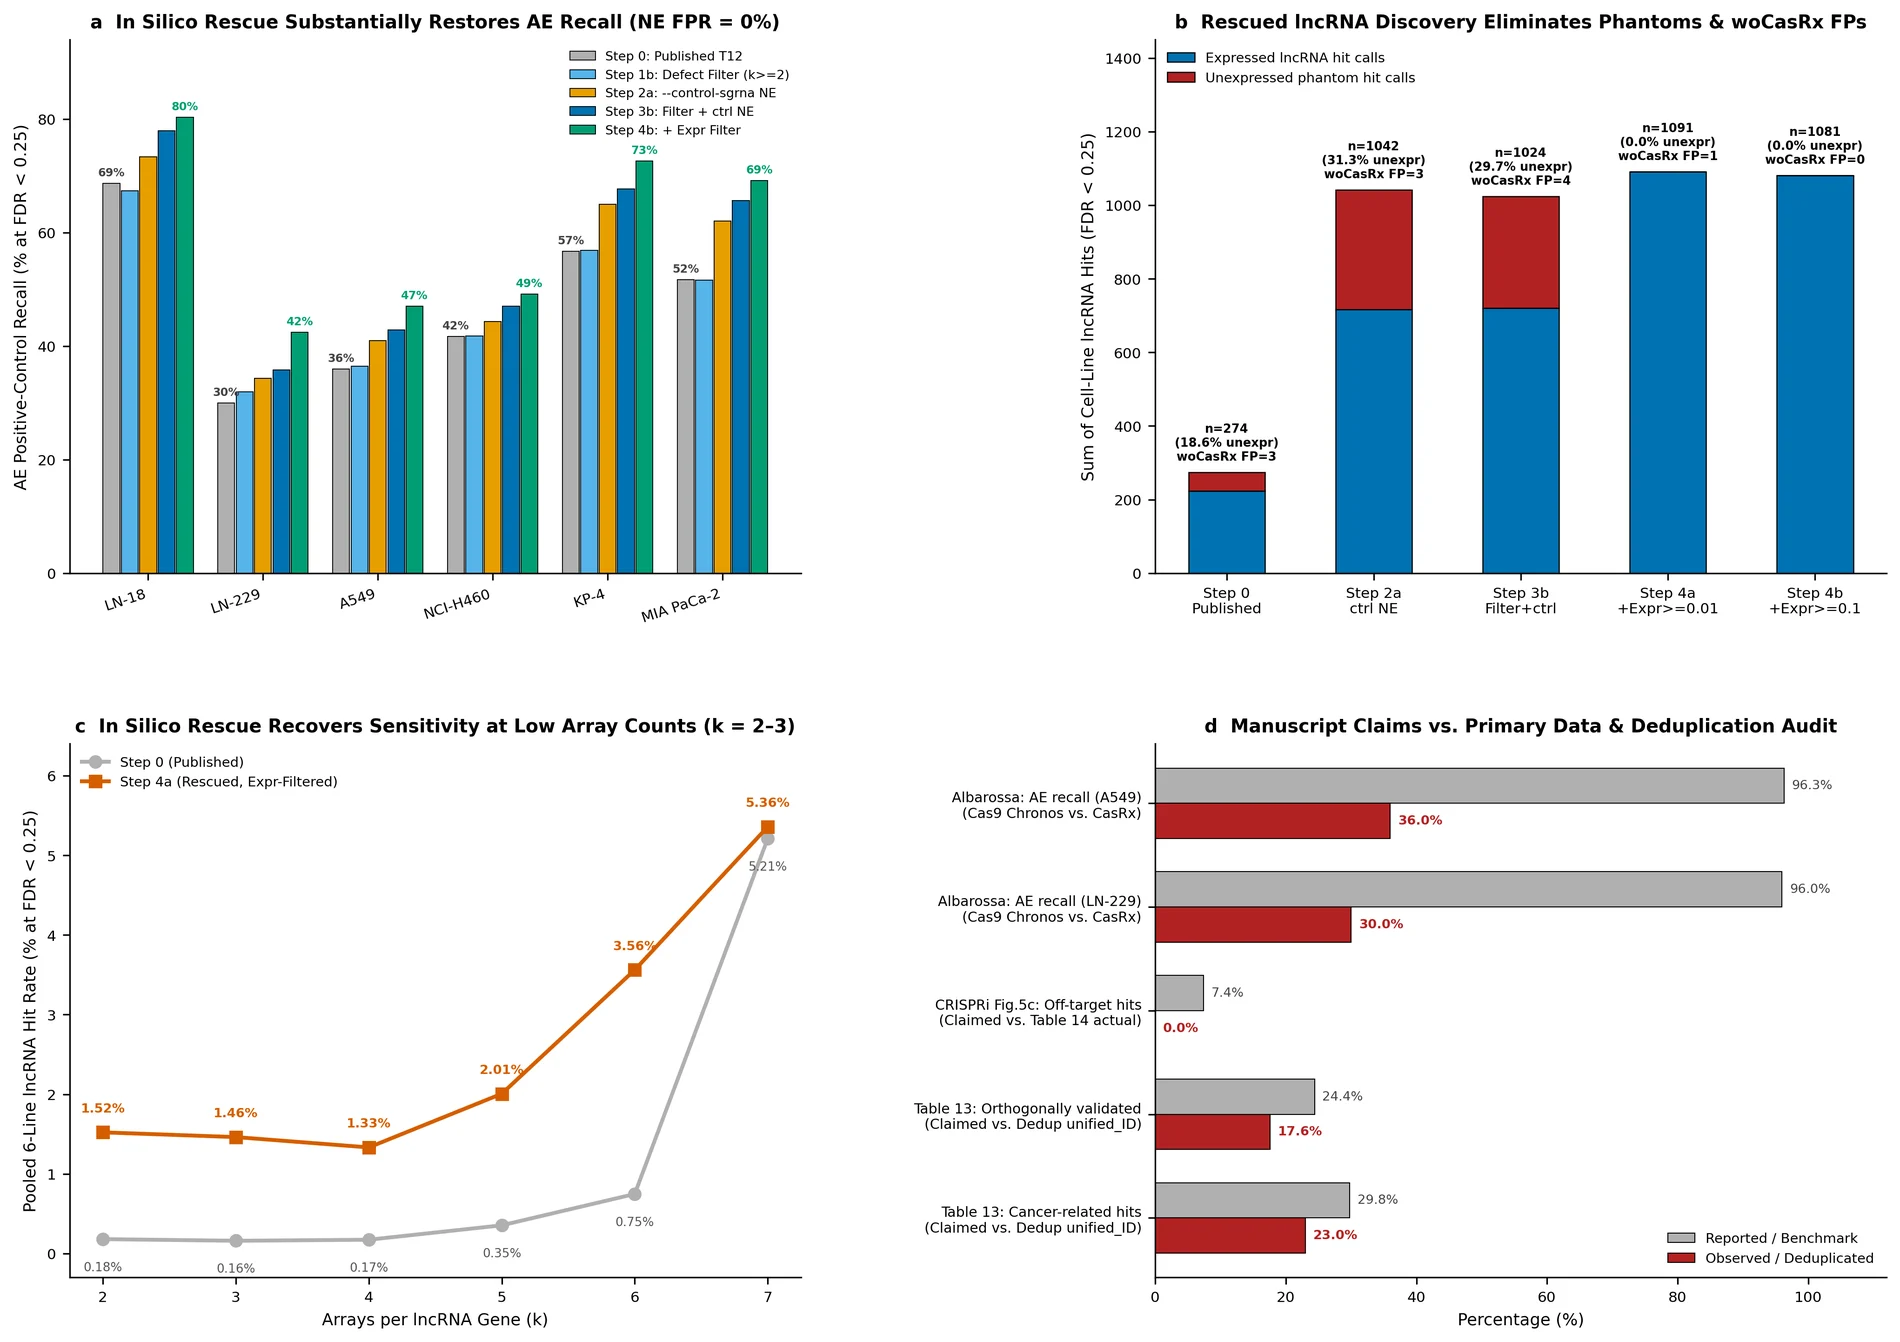 a  In Silico Rescue Substantially Restores AE Recall (NE FPR = 0%)
Step 0: Published T12
Step 1b: Defect Filter (k>=2)
Step 2a: --control-sgrna NE
Step 3b: Filter + ctrl NE
Step 4b: + Expr Filter
AE Positive-Control Recall (% at FDR < 0.25)
80
60
40
20
0
69%
80%
30%
42%
36%
47%
42%
49%
57%
73%
52%
69%
LN-18
LN-229
A549
NCI-H460
KP-4
MIA PaCa-2
b  Rescued lncRNA Discovery Eliminates Phantoms & woCasRx FPs
Expressed lncRNA hit calls
Unexpressed phantom hit calls
Sum of Cell-Line lncRNA Hits (FDR < 0.25)
1400
1200
1000
800
600
400
200
0
n=274
(18.6% unexpr)
woCasRx FP=3
n=1042
(31.3% unexpr)
woCasRx FP=3
n=1024
(29.7% unexpr)
woCasRx FP=4
n=1091
(0.0% unexpr)
woCasRx FP=1
n=1081
(0.0% unexpr)
woCasRx FP=0
Step 0
Published
Step 2a
ctrl NE
Step 3b
Filter+ctrl
Step 4a
+Expr>=0.01
Step 4b
+Expr>=0.1
c  In Silico Rescue Recovers Sensitivity at Low Array Counts (k = 2–3)
Step 0 (Published)
Step 4a (Rescued, Expr-Filtered)
Pooled 6-Line lncRNA Hit Rate (% at FDR < 0.25)
6
5
4
3
2
1
0
1.52%
1.46%
1.33%
2.01%
3.56%
5.36%
0.18%
0.16%
0.17%
0.35%
0.75%
5.21%
2
3
4
5
6
7
Arrays per lncRNA Gene (k)
d  Manuscript Claims vs. Primary Data & Deduplication Audit
Albarossa: AE recall (A549)
(Cas9 Chronos vs. CasRx)
96.3%
36.0%
Albarossa: AE recall (LN-229)
(Cas9 Chronos vs. CasRx)
96.0%
30.0%
CRISPRi Fig.5c: Off-target hits
(Claimed vs. Table 14 actual)
7.4%
0.0%
Table 13: Orthogonally validated
(Claimed vs. Dedup unified_ID)
24.4%
17.6%
Table 13: Cancer-related hits
(Claimed vs. Dedup unified_ID)
29.8%
23.0%
Reported / Benchmark
Observed / Deduplicated
0
20
40
60
80
100
Percentage (%)